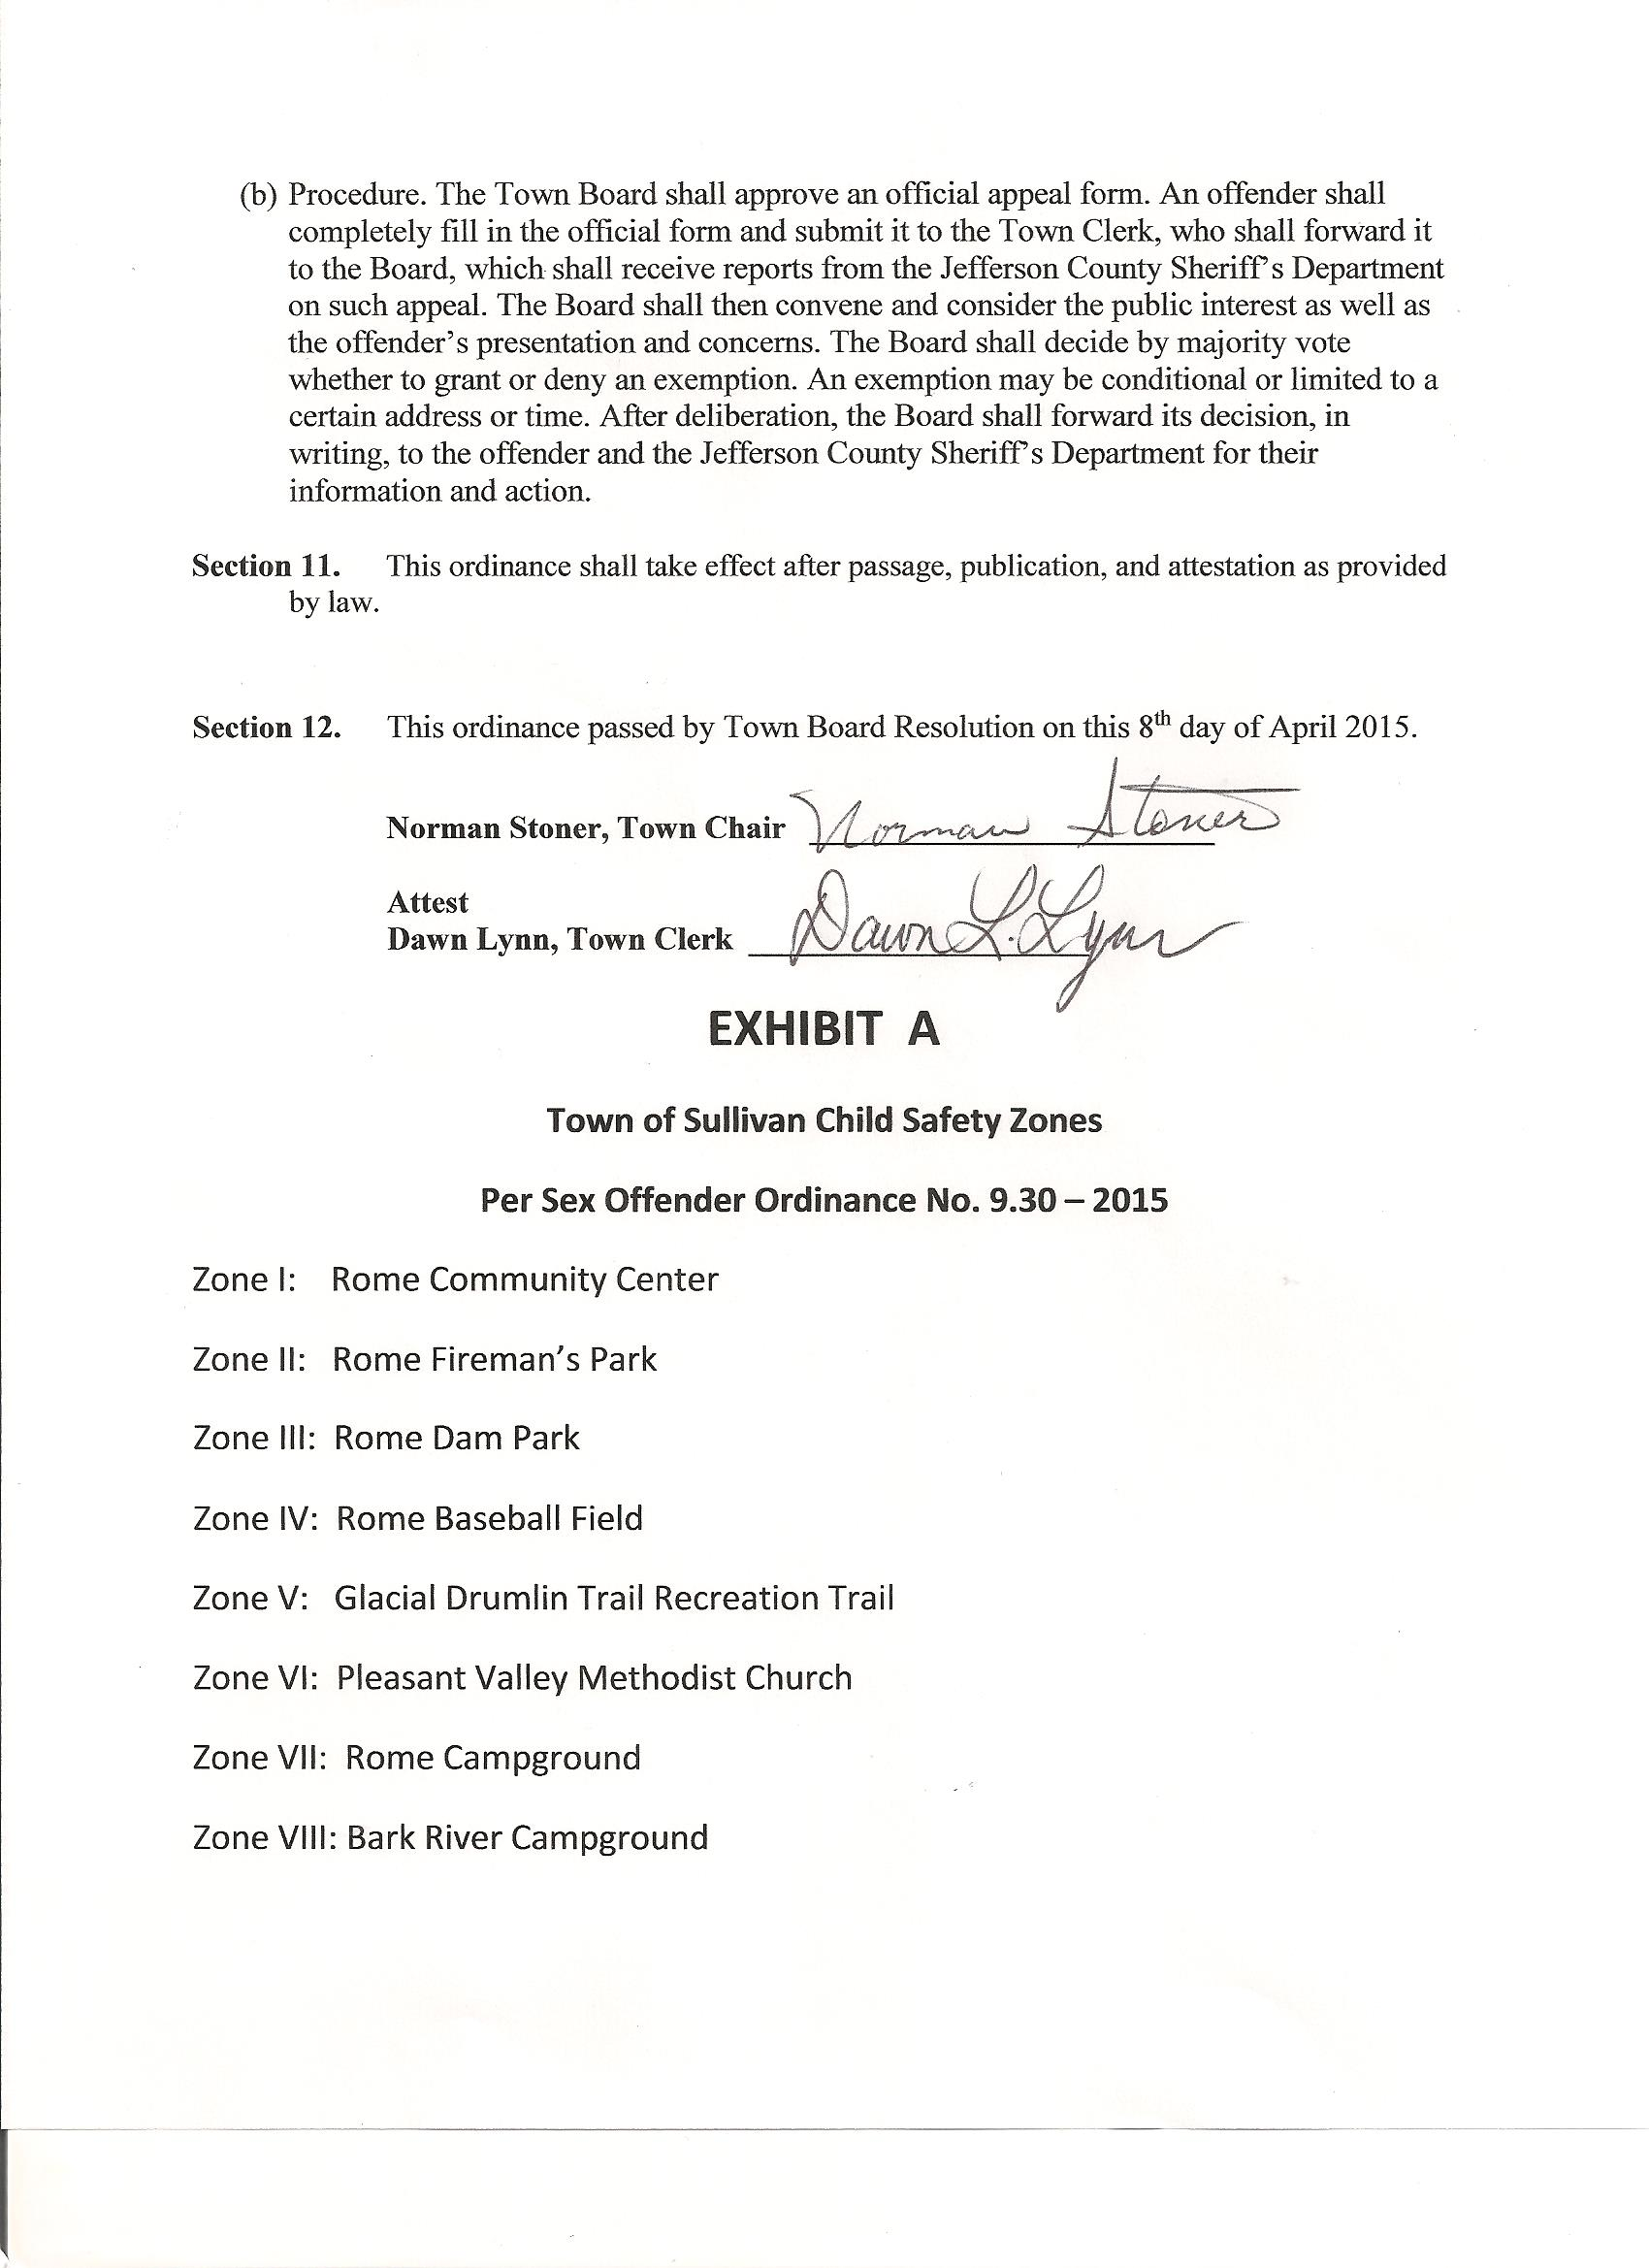 (b) Procedure. The Town Board shall approve an official appeal form. An offender shall
completely fill in the official form and submit it to the Town Clerk, who shall forward it
to the Board, which shall receive reports from the Jefferson County Sheriff's Department
on such appeal. The Board shall then convene and consider the public interest as well as
the offender's presentation and concerns. The Board shall decide by majority vote
whether to grant or deny an exemption. An exemption may be conditional or limited to a
certain address or time. After deliberation, the Board shall forward its decision, in
writing, to the offender and the Jefferson County Sheriff's Department for their
information and action.
Section 11. This ordinance shall take effect after passage, publication, and attestation as provided
by law.
Section 12. This ordinance passed by Town Board Resolution on this 8th day of April 2015.
Norman Stoner, Town Chair Norman Stoner
Attest
Dawn Lynn, Town Clerk Dawn L. Lynn
EXHIBIT A
Town of Sullivan Child Safety Zones
Per Sex Offender Ordinance No. 9.30 – 2015
Zone I: Rome Community Center
Zone II: Rome Fireman's Park
Zone III: Rome Dam Park
Zone IV: Rome Baseball Field
Zone V: Glacial Drumlin Trail Recreation Trail
Zone VI: Pleasant Valley Methodist Church
Zone VII: Rome Campground
Zone VIII: Bark River Campground